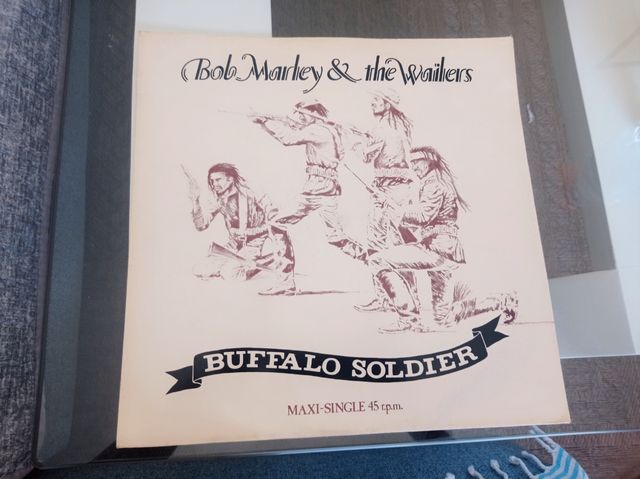 Bob Marley & the Wailers
BUFFALO SOLDIER
MAXI-SINGLE 45 r.p.m.